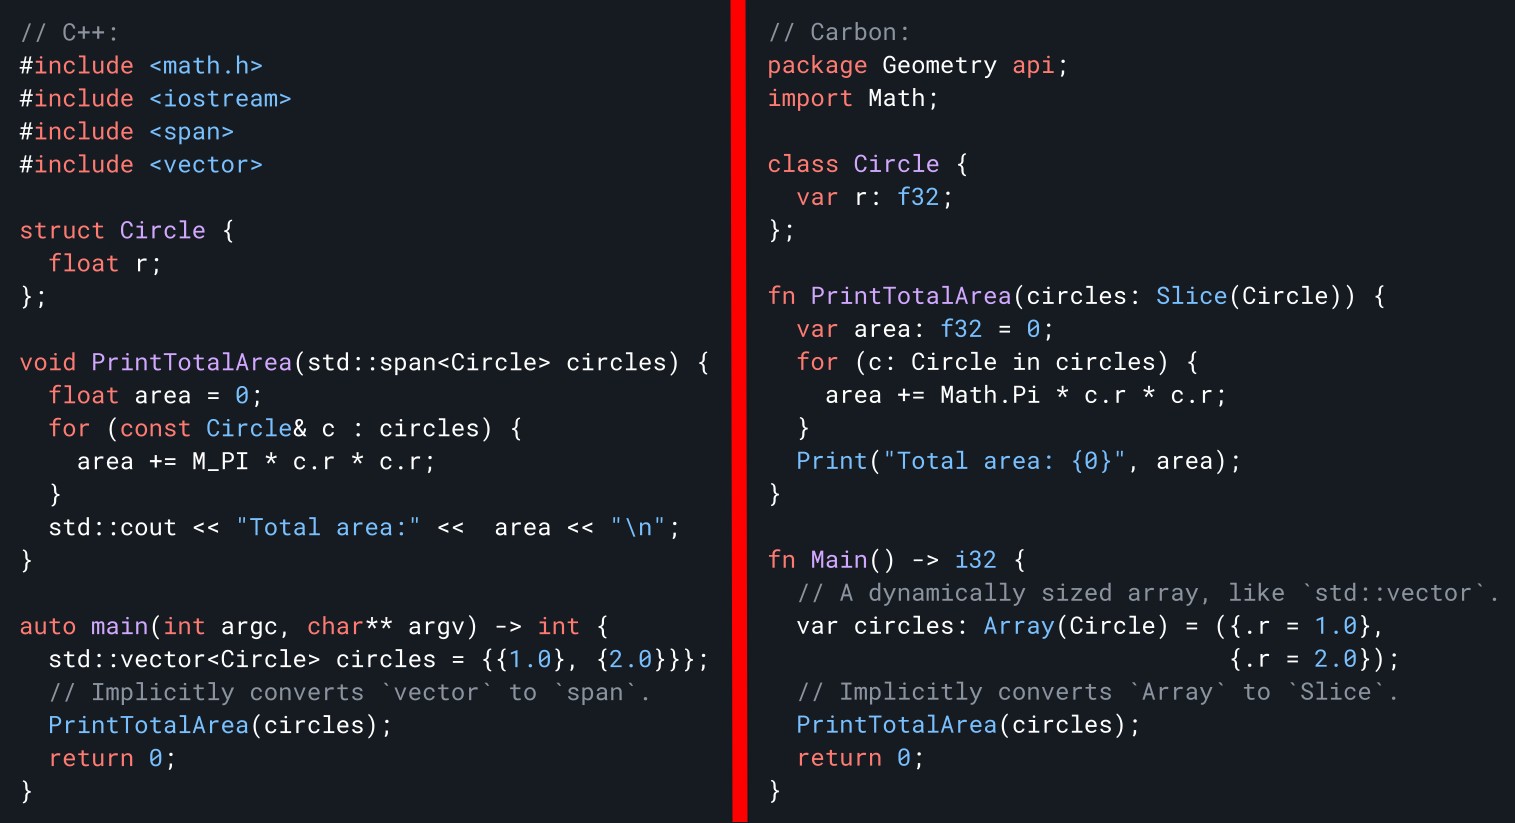 // C++:
#include <math.h>
#include <iostream>
#include <span>
#include <vector>

struct Circle {
  float r;
};

void PrintTotalArea(std::span<Circle> circles) {
  float area = 0;
  for (const Circle& c : circles) {
    area += M_PI * c.r * c.r;
  }
  std::cout << "Total area:" <<  area << "\n";
}

auto main(int argc, char** argv) -> int {
  std::vector<Circle> circles = {{1.0}, {2.0}}};
  // Implicitly converts `vector` to `span`.
  PrintTotalArea(circles);
  return 0;
}

// Carbon:
package Geometry api;
import Math;

class Circle {
  var r: f32;
};

fn PrintTotalArea(circles: Slice(Circle)) {
  var area: f32 = 0;
  for (c: Circle in circles) {
    area += Math.Pi * c.r * c.r;
  }
  Print("Total area: {0}", area);
}

fn Main() -> i32 {
  // A dynamically sized array, like `std::vector`.
  var circles: Array(Circle) = ({.r = 1.0},
                                {.r = 2.0});
  // Implicitly converts `Array` to `Slice`.
  PrintTotalArea(circles);
  return 0;
}